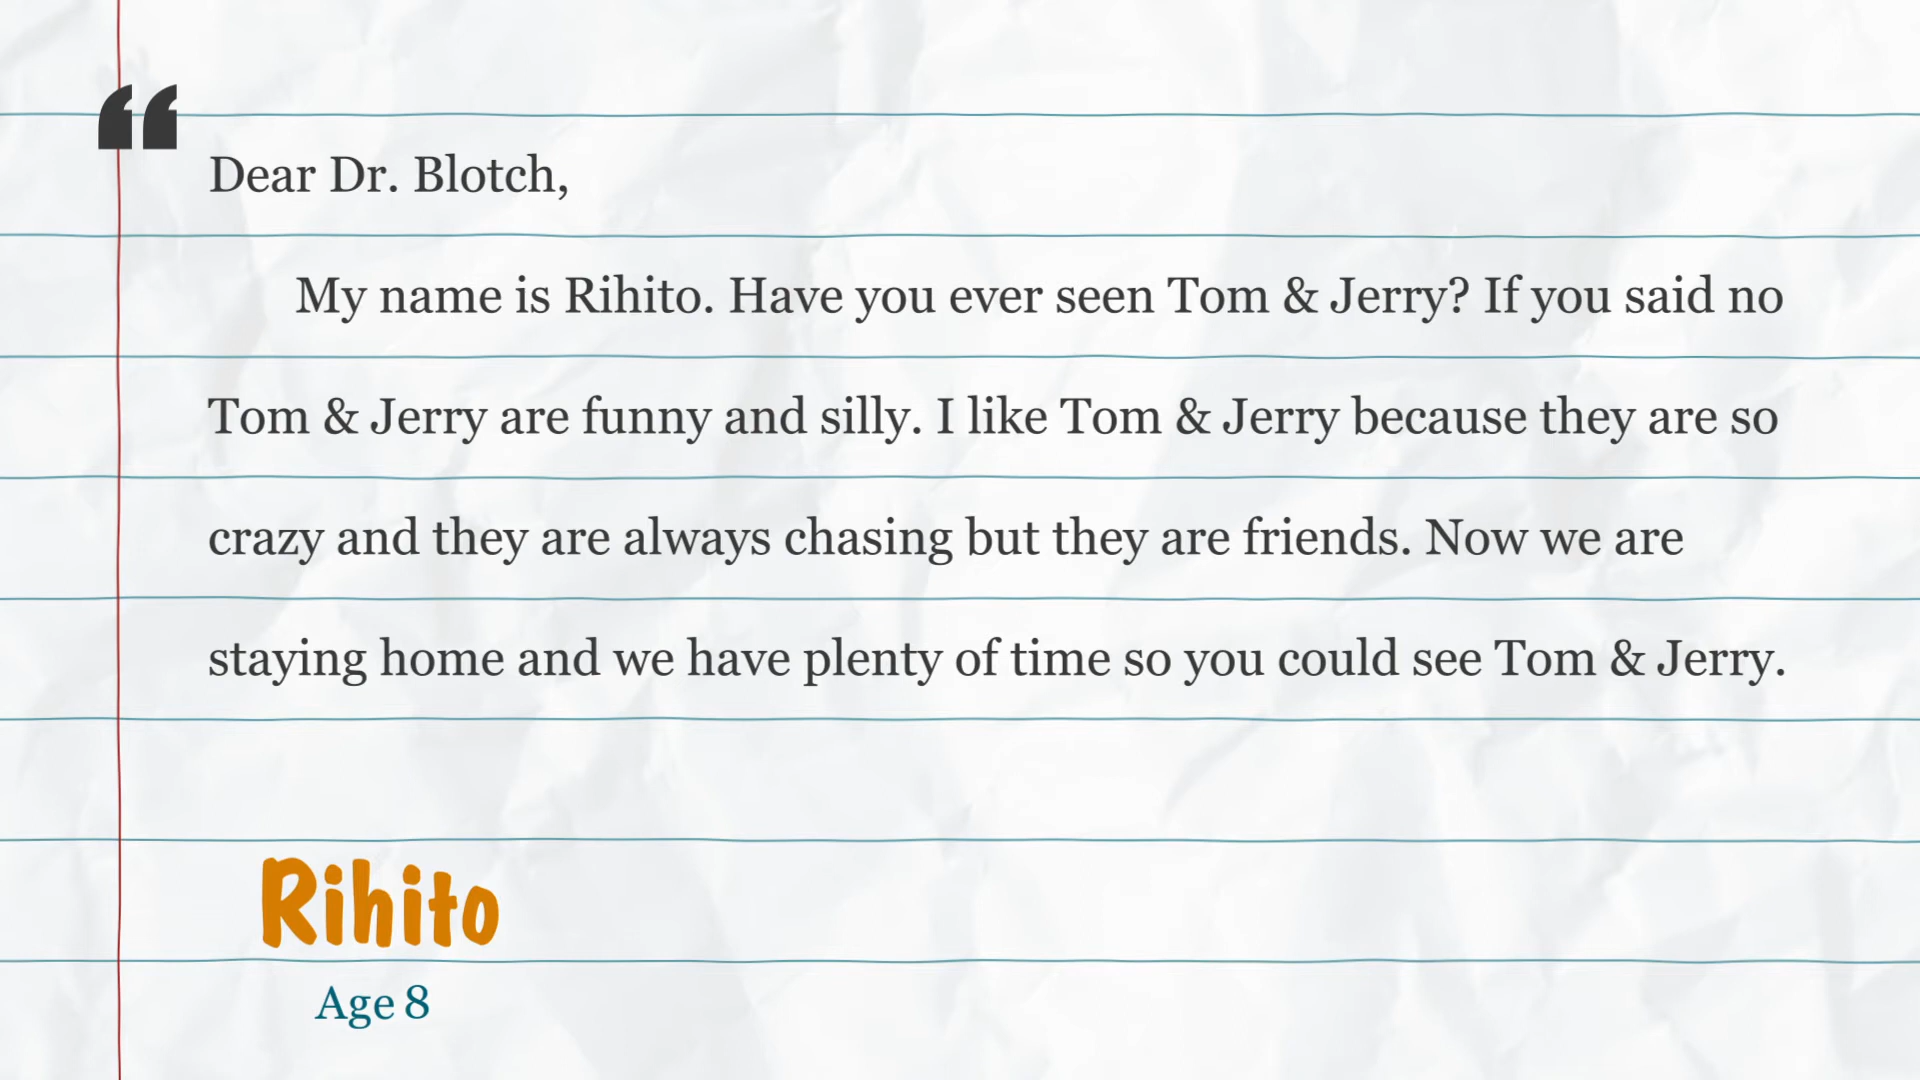 “
Dear Dr. Blotch,
My name is Rihito. Have you ever seen Tom & Jerry? If you said no
Tom & Jerry are funny and silly. I like Tom & Jerry because they are so
crazy and they are always chasing but they are friends. Now we are
staying home and we have plenty of time so you could see Tom & Jerry.
Rihito
Age 8